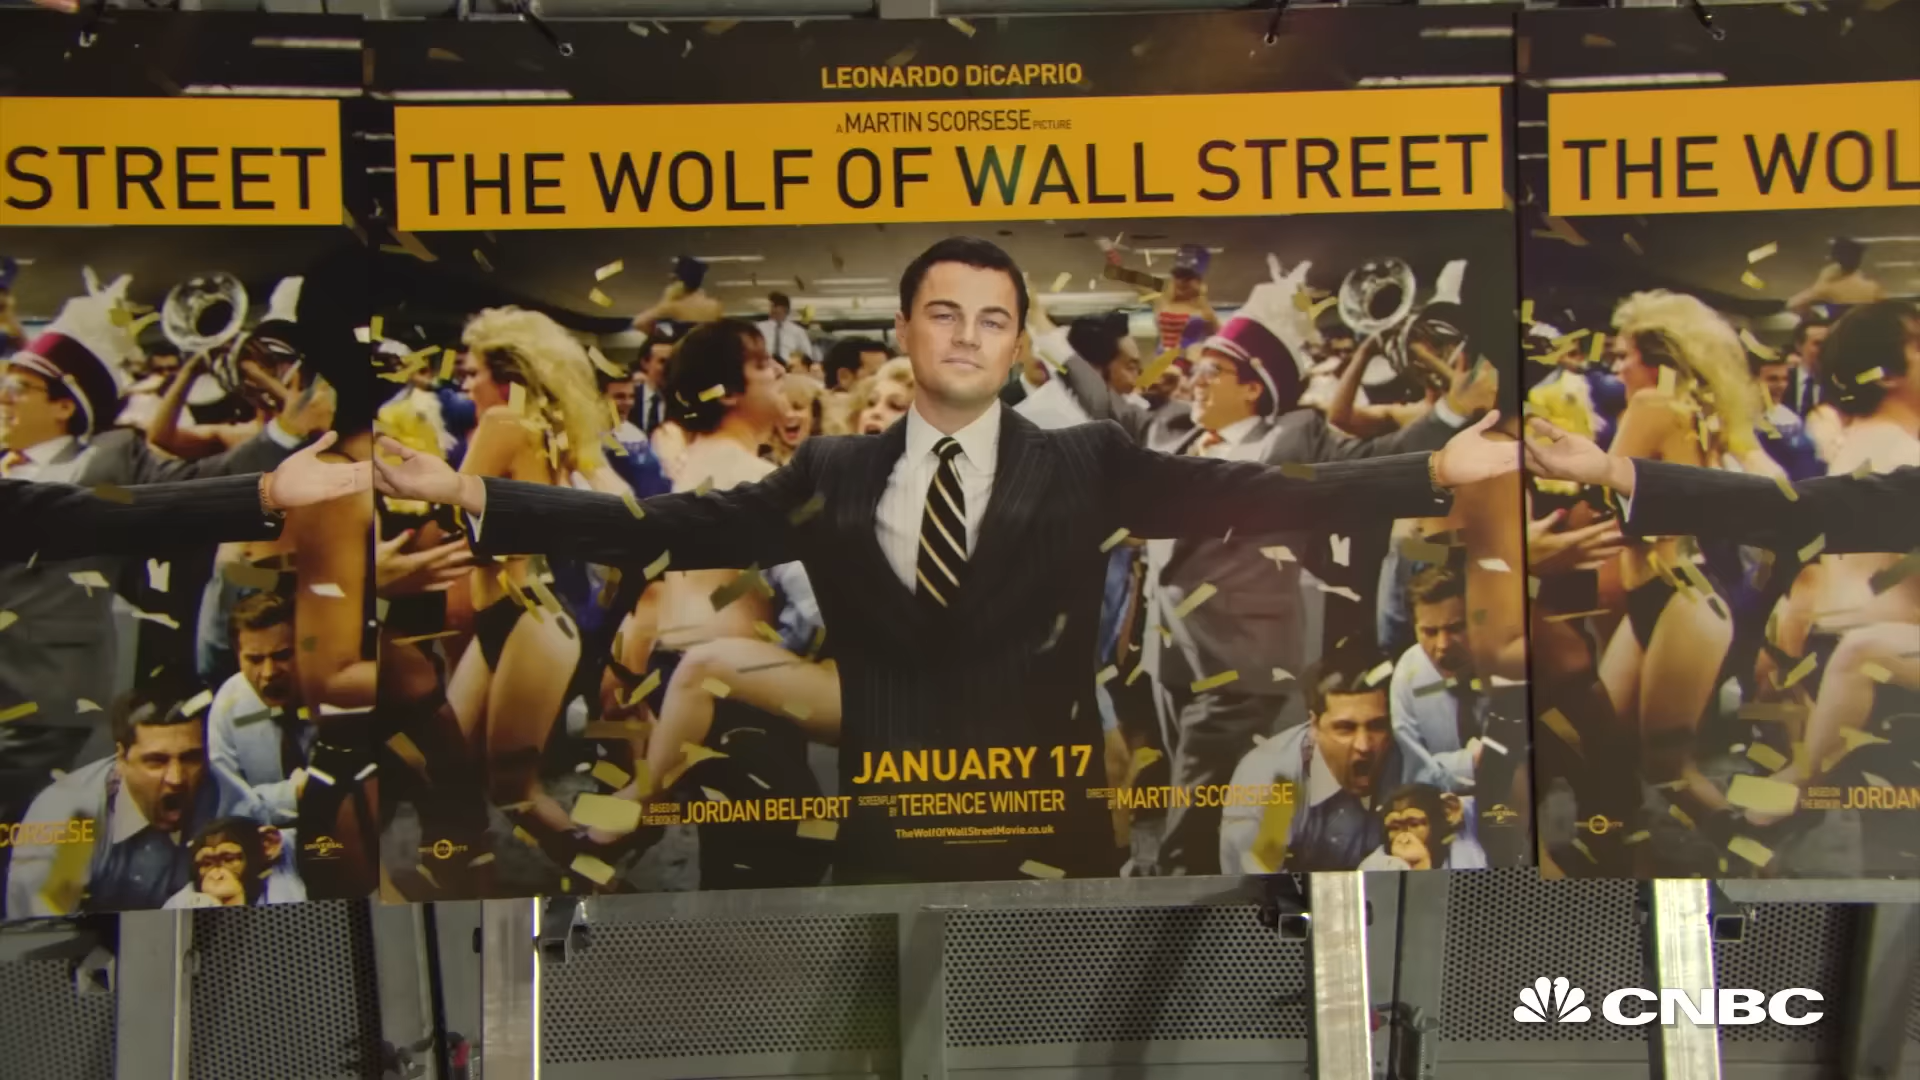 STREET
CORSESE
UNIVERSAL
LEONARDO DiCAPRIO
A MARTIN SCORSESE PICTURE
THE WOLF OF WALL STREET
JANUARY 17
BASED ON THE BOOK BY JORDAN BELFORT SCREENPLAY BY TERENCE WINTER DIRECTED BY MARTIN SCORSESE
TheWolfOfWallStreetMovie.co.uk
THE WOL
BASED ON THE BOOK BY JORDAN
CNBC